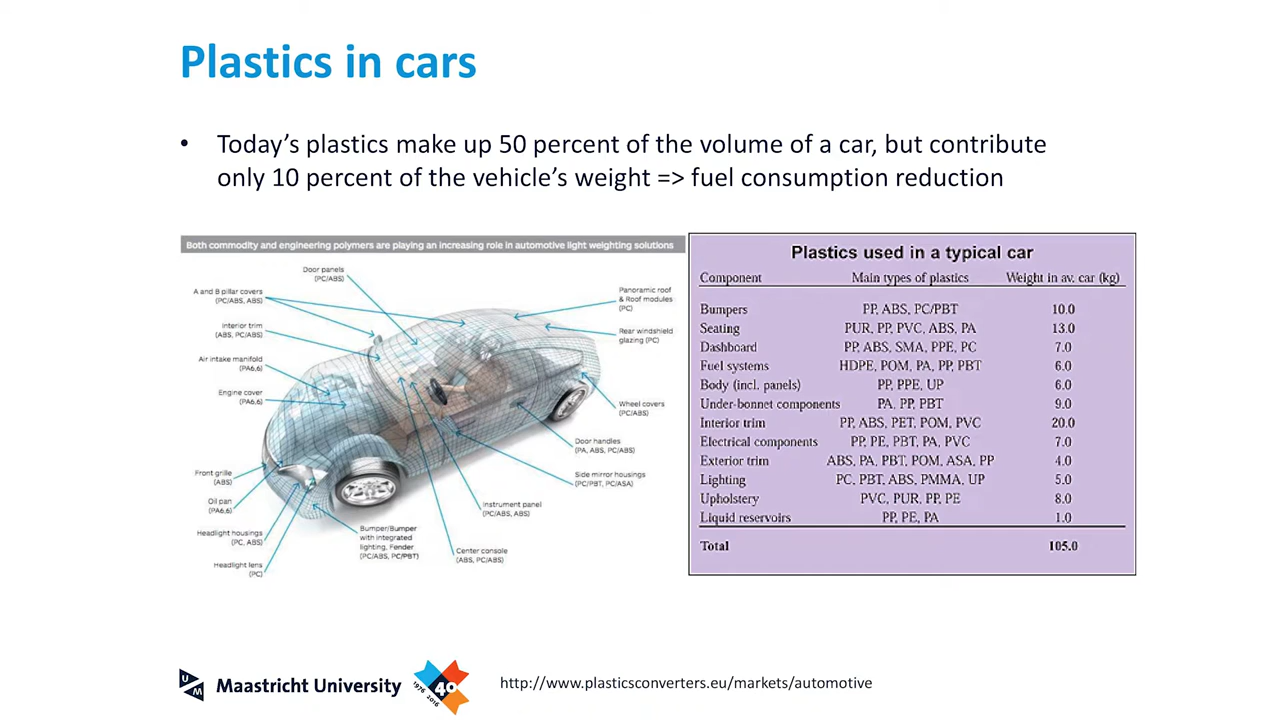 Plastics in cars
• Today's plastics make up 50 percent of the volume of a car, but contribute
only 10 percent of the vehicle's weight => fuel consumption reduction
Both commodity and engineering polymers are playing an increasing role in automotive light weighting solutions
Door panels
(PC/ABS)
A and B pillar covers
(PC/ABS, ABS)
Interior trim
(ABS, PC/ABS)
Air intake manifold
(PA6,6)
Engine cover
(PA6,6)
Front grille
(ABS)
Oil pan
(PA6,6)
Headlight housings
(PC, ABS)
Headlight lens
(PC)
Bumper/Bumper
with integrated
lighting, Fender
(PC/ABS, PC/PBT)
Center console
(ABS, PC/ABS)
Instrument panel
(PC/ABS, ABS)
Side mirror housings
(PC/PBT, PC/ASA)
Door handles
(PA, ABS, PC/ABS)
Wheel covers
(PC/ABS)
Rear windshield
glazing (PC)
Panoramic roof
& Roof modules
(PC)
Plastics used in a typical car
Component Main types of plastics Weight in av. car (kg)
Bumpers PP, ABS, PC/PBT 10.0
Seating PUR, PP, PVC, ABS, PA 13.0
Dashboard PP, ABS, SMA, PPE, PC 7.0
Fuel systems HDPE, POM, PA, PP, PBT 6.0
Body (incl. panels) PP, PPE, UP 6.0
Under-bonnet components PA, PP, PBT 9.0
Interior trim PP, ABS, PET, POM, PVC 20.0
Electrical components PP, PE, PBT, PA, PVC 7.0
Exterior trim ABS, PA, PBT, POM, ASA, PP 4.0
Lighting PC, PBT, ABS, PMMA, UP 5.0
Upholstery PVC, PUR, PP, PE 8.0
Liquid reservoirs PP, PE, PA 1.0
Total 105.0
UM Maastricht University 40 1976 2016
http://www.plasticsconverters.eu/markets/automotive